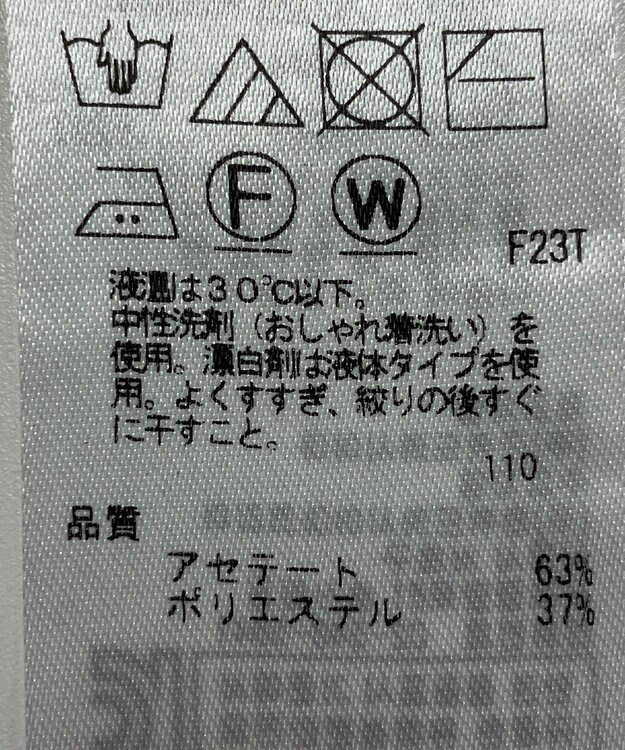 F
W
F23T
液温は30℃以下。
中性洗剤（おしゃれ着洗い）を
使用。漂白剤は液体タイプを使
用。よくすすぎ、絞りの後すぐ
に干すこと。
110
品質
アセテート 63%
ポリエステル 37%